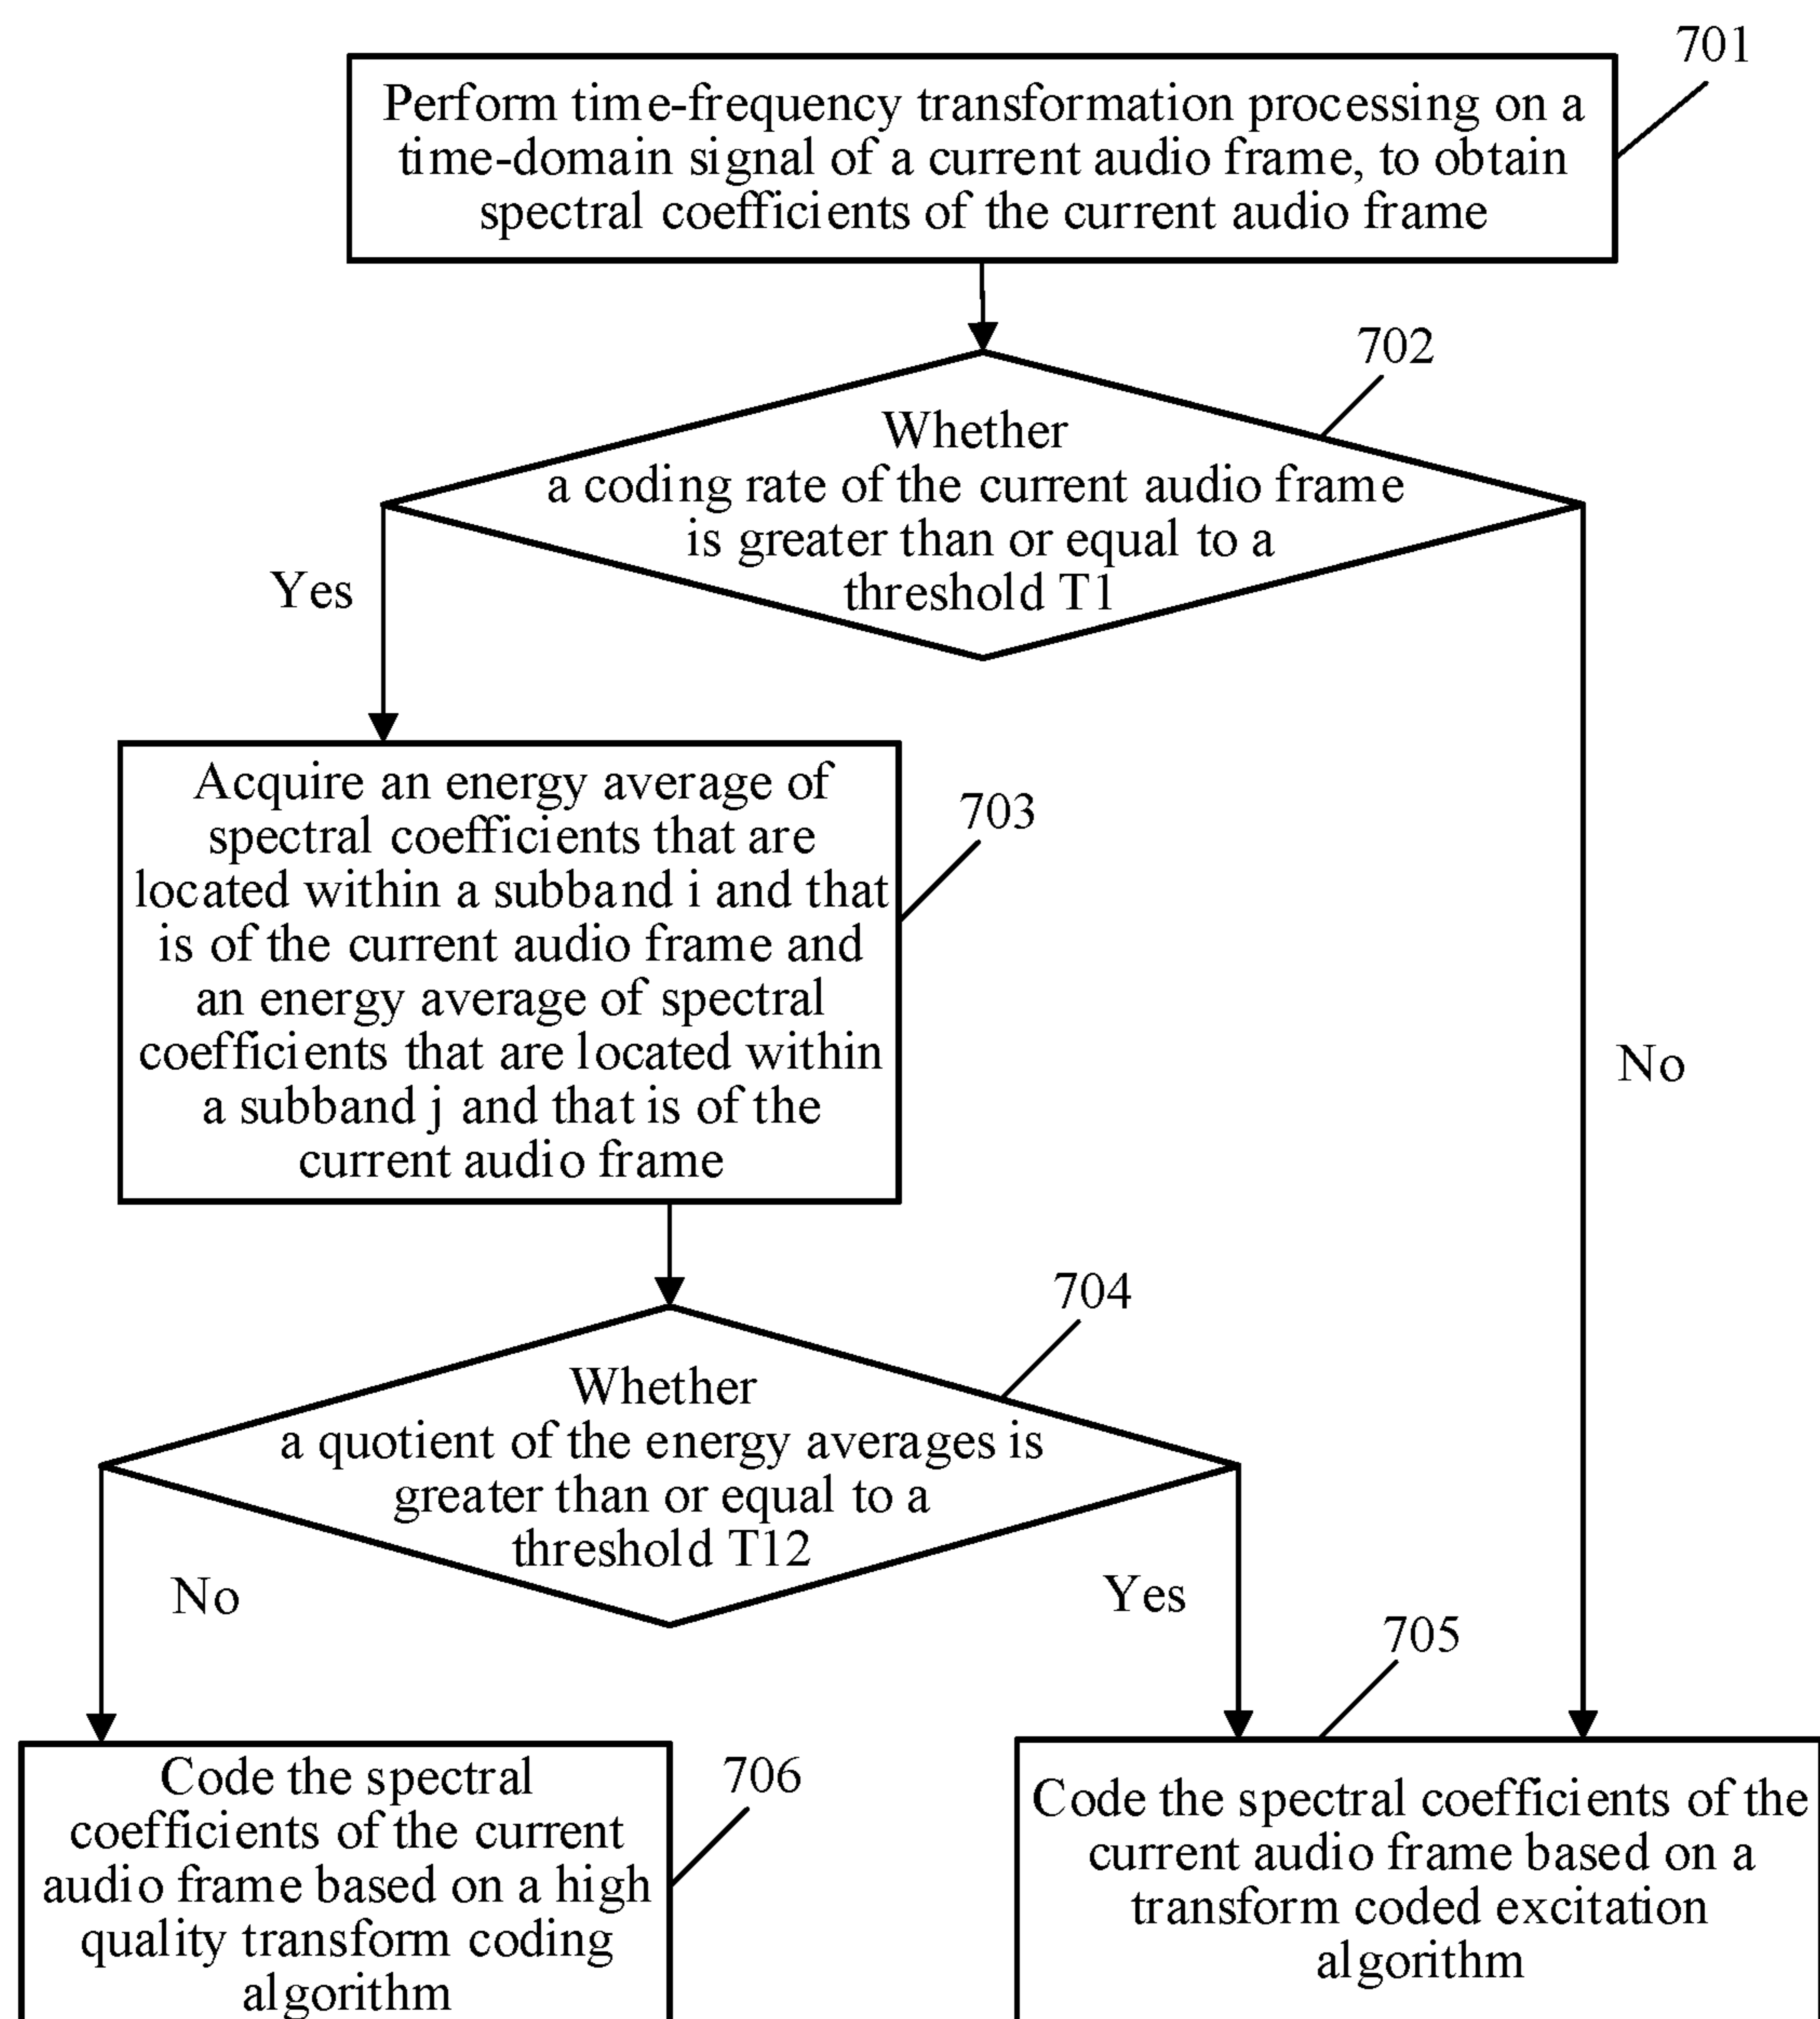 701
Perform time-frequency transformation processing on a
time-domain signal of a current audio frame, to obtain
spectral coefficients of the current audio frame
702
Whether
a coding rate of the current audio frame
is greater than or equal to a
threshold T1
Yes
No
703
Acquire an energy average of
spectral coefficients that are
located within a subband i and that
is of the current audio frame and
an energy average of spectral
coefficients that are located within
a subband j and that is of the
current audio frame
704
Whether
a quotient of the energy averages is
greater than or equal to a
threshold T12
No
Yes
705
706
Code the spectral
coefficients of the current
audio frame based on a high
quality transform coding
algorithm
Code the spectral coefficients of the
current audio frame based on a
transform coded excitation
algorithm